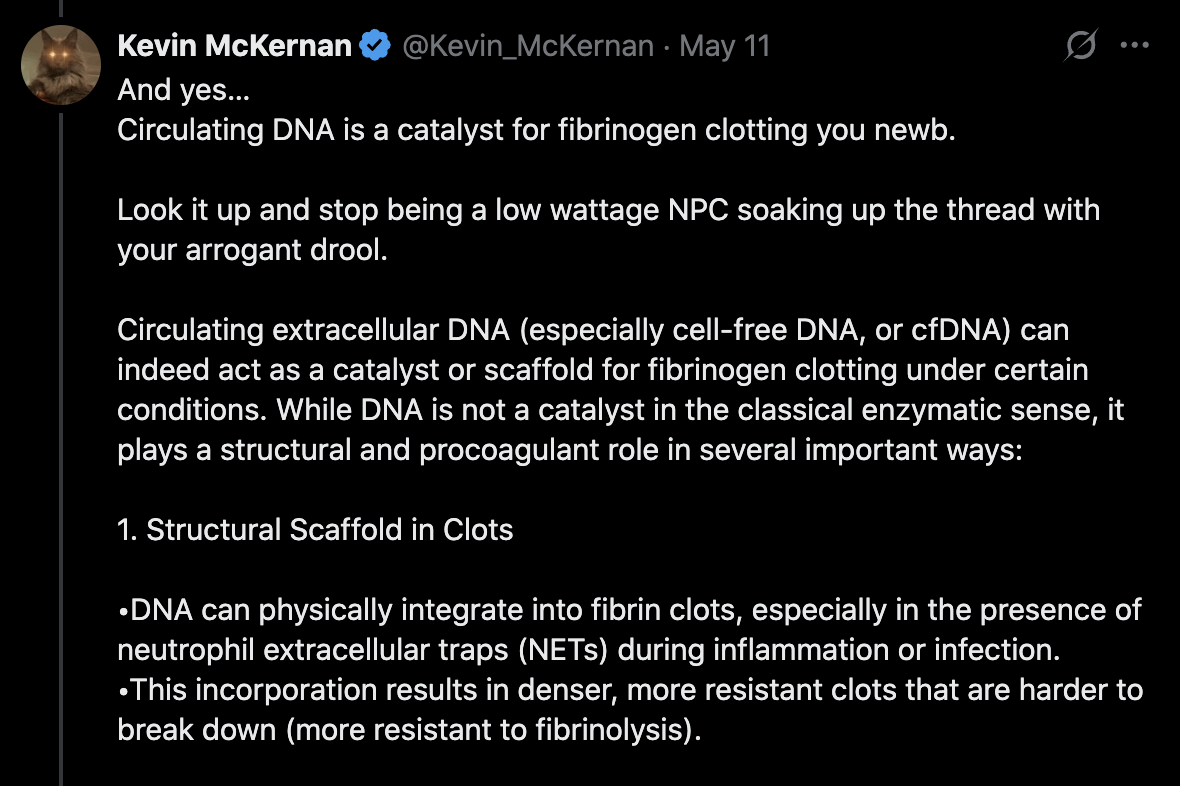 Kevin McKernan @Kevin_McKernan · May 11
And yes...
Circulating DNA is a catalyst for fibrinogen clotting you newb.
Look it up and stop being a low wattage NPC soaking up the thread with
your arrogant drool.
Circulating extracellular DNA (especially cell-free DNA, or cfDNA) can
indeed act as a catalyst or scaffold for fibrinogen clotting under certain
conditions. While DNA is not a catalyst in the classical enzymatic sense, it
plays a structural and procoagulant role in several important ways:
1. Structural Scaffold in Clots
•DNA can physically integrate into fibrin clots, especially in the presence of
neutrophil extracellular traps (NETs) during inflammation or infection.
•This incorporation results in denser, more resistant clots that are harder to
break down (more resistant to fibrinolysis).